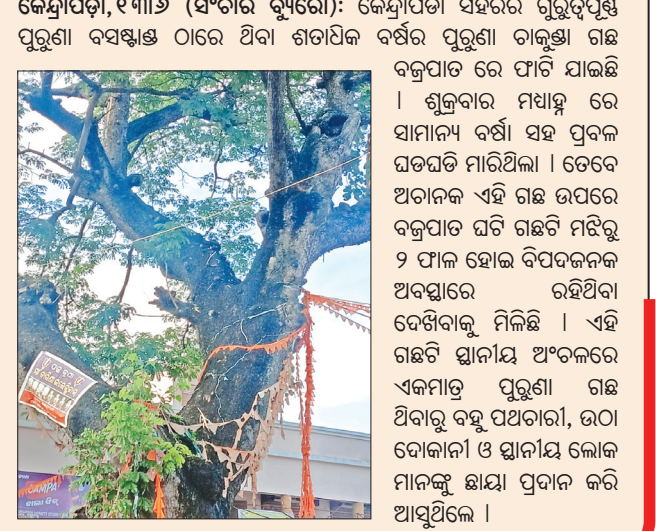 କେନ୍ଦ୍ରାପଡ଼ା,୧୩ା୬ (ସଂଚାର ବ୍ୟୁରୋ): କେନ୍ଦ୍ରାପଡା ସହରର ଗୁରୁତ୍ୱପୂର୍ଣ୍ଣ
ପୁରୁଣା ବସଷ୍ଟାଣ୍ଡ ଠାରେ ଥିବା ଶତାଧିକ ବର୍ଷର ପୁରୁଣା ଚାକୁଣ୍ଡା ଗଛ
ବଜ୍ରପାତ ରେ ଫାଟି ଯାଇଛି
। ଶୁକ୍ରବାର ମଧ୍ୟାହ୍ନ ରେ
ସାମାନ୍ୟ ବର୍ଷା ସହ ପ୍ରବଳ
ଘଡଘଡି ମାରିଥିଲା । ତେବେ
ଅଚାନକ ଏହି ଗଛ ଉପରେ
ବଜ୍ରପାତ ଘଟି ଗଛଟି ମଝିରୁ
୨ ଫାଳ ହୋଇ ବିପଦଜନକ
ଅବସ୍ଥାରେ ରହିଥିବା
ଦେଖିବାକୁ ମିଳିଛି । ଏହି
ଗଛଟି ସ୍ଥାନୀୟ ଅଂଚଳରେ
ଏକମାତ୍ର ପୁରୁଣା ଗଛ
ଥିବାରୁ ବହୁ ପଥଚାରୀ, ଉଠା
ଦୋକାନୀ ଓ ସ୍ଥାନୀୟ ଲୋକ
ମାନଙ୍କୁ ଛାୟା ପ୍ରଦାନ କରି
ଆସୁଥିଲେ ।